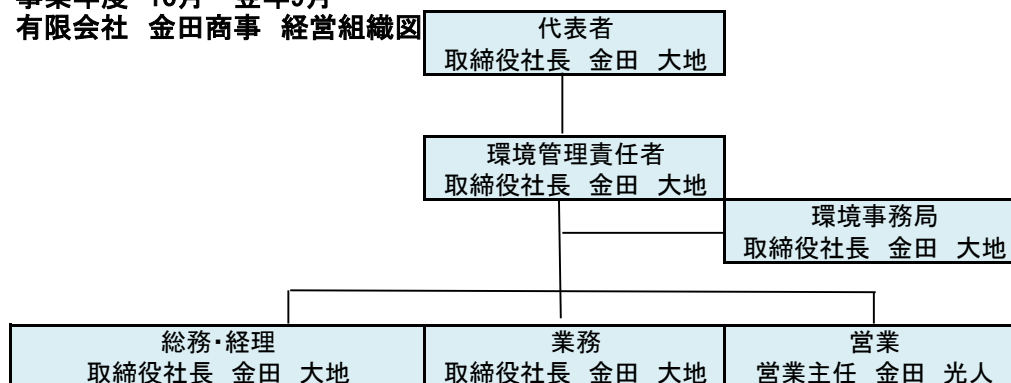 有限会社　金田商事　経営組織図
代表者
取締役社長　金田　大地
環境管理責任者
取締役社長　金田　大地
環境事務局
取締役社長　金田　大地
総務・経理
取締役社長　金田　大地
業務
取締役社長　金田　大地
営業
営業主任　金田　光人